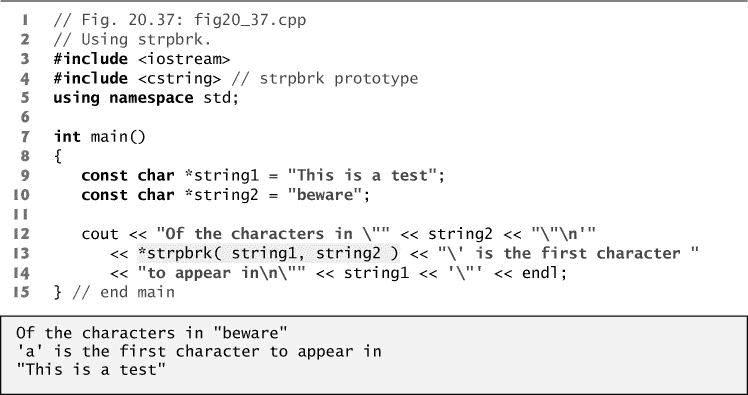 1 // Fig. 20.37: fig20_37.cpp
2 // Using strpbrk.
3 #include <iostream>
4 #include <cstring> // strpbrk prototype
5 using namespace std;
6
7 int main()
8 {
9 const char *string1 = "This is a test";
10 const char *string2 = "beware";
11
12 cout << "Of the characters in \"" << string2 << "\"\n'"
13 << *strpbrk( string1, string2 ) << "\' is the first character "
14 << "to appear in\n\"" << string1 << '\"' << endl;
15 } // end main
Of the characters in "beware"
'a' is the first character to appear in
"This is a test"